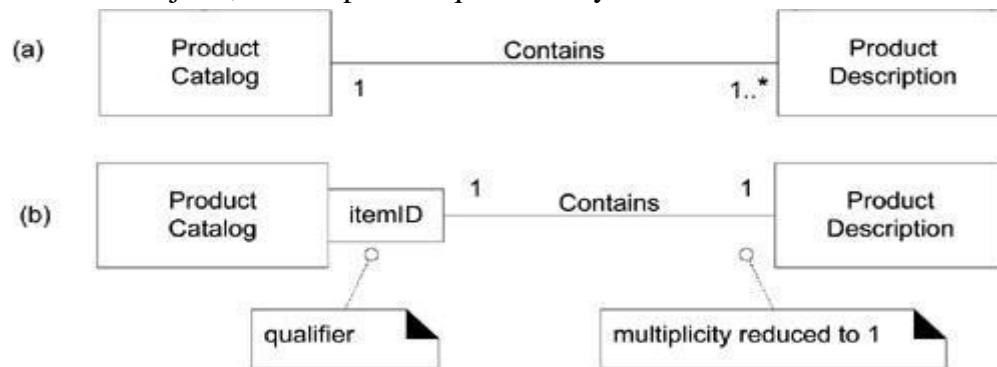 (a)
Product
Catalog
1
Contains
1..*
Product
Description
(b)
Product
Catalog
itemID
1
Contains
1
Product
Description
qualifier
multiplicity reduced to 1